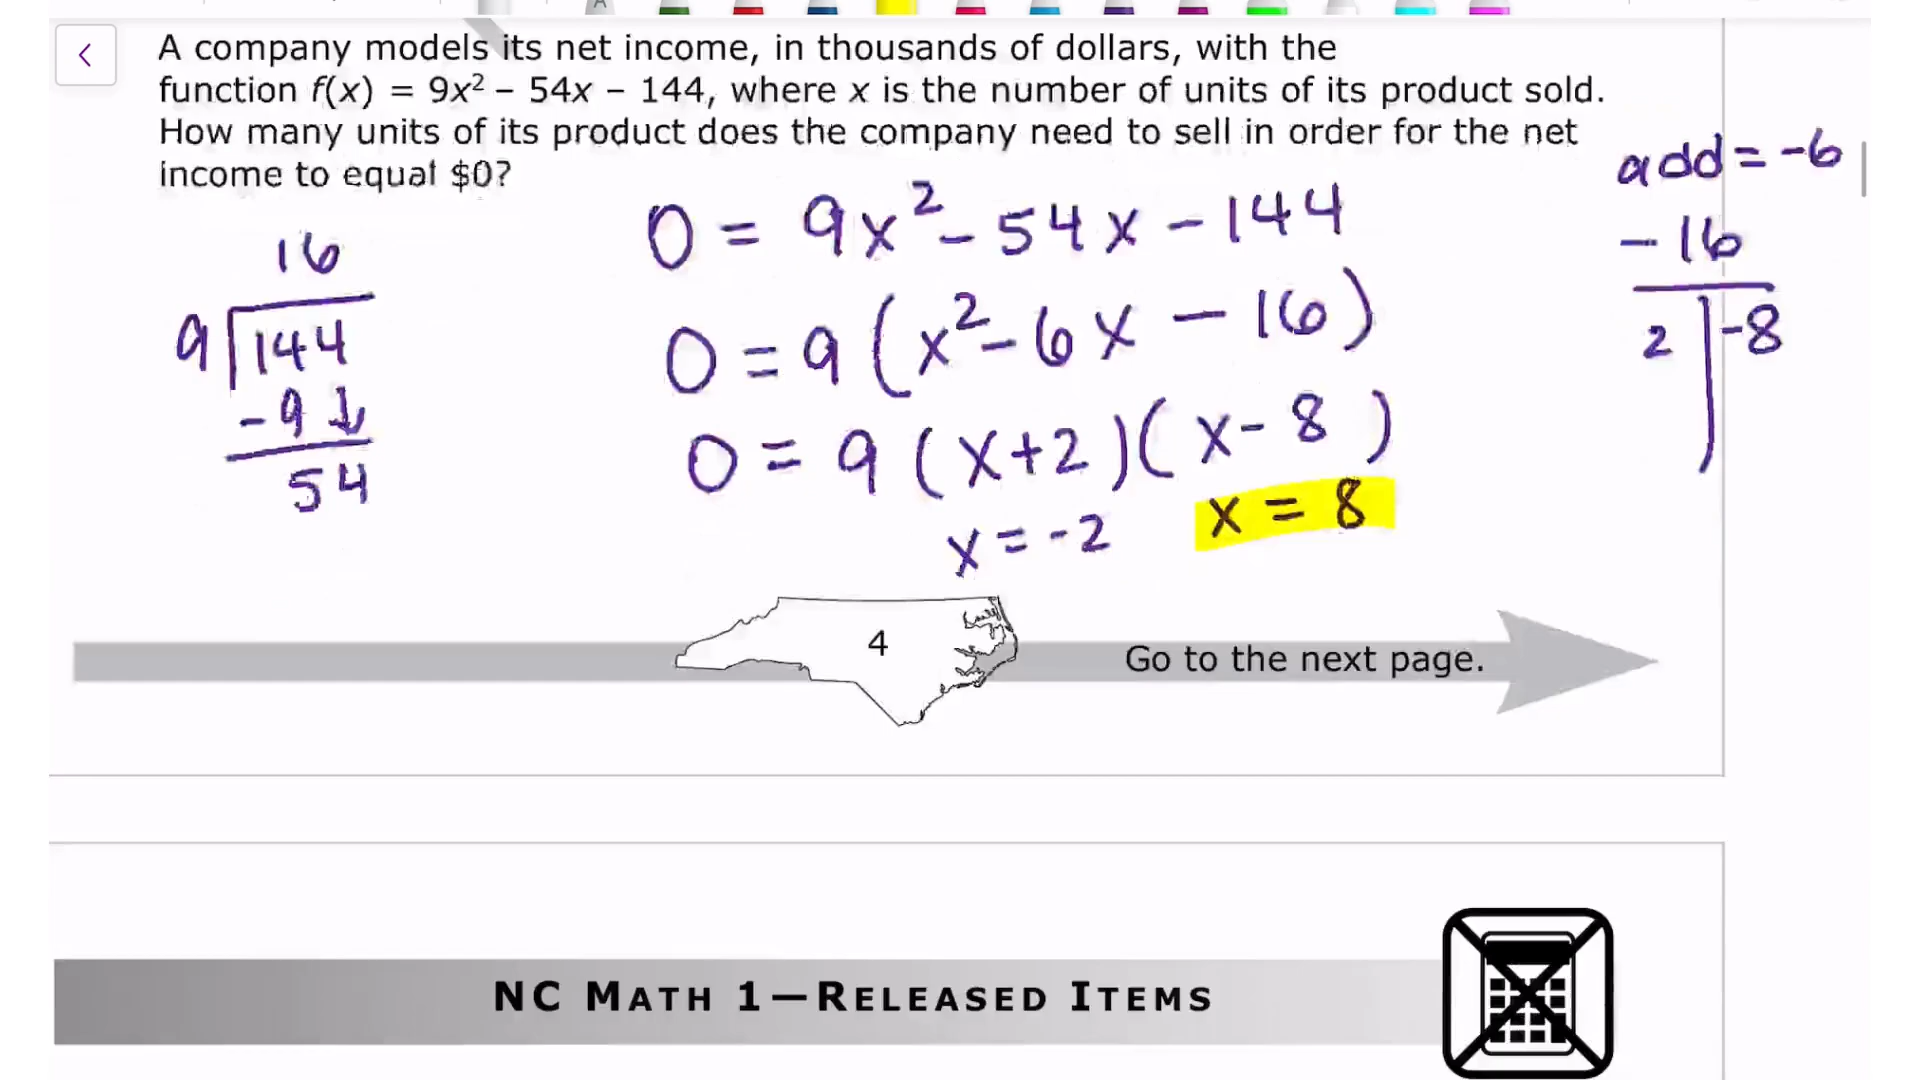 A company models its net income, in thousands of dollars, with the
function f(x) = 9x² – 54x – 144, where x is the number of units of its product sold.
How many units of its product does the company need to sell in order for the net
income to equal $0?
add = -6
-16
2 -8
16
9 144
-9↓
54
0 = 9x² - 54x - 144
0 = 9(x² - 6x - 16)
0 = 9(x+2)(x-8)
x = -2 x = 8
4
Go to the next page.
NC MATH 1—RELEASED ITEMS